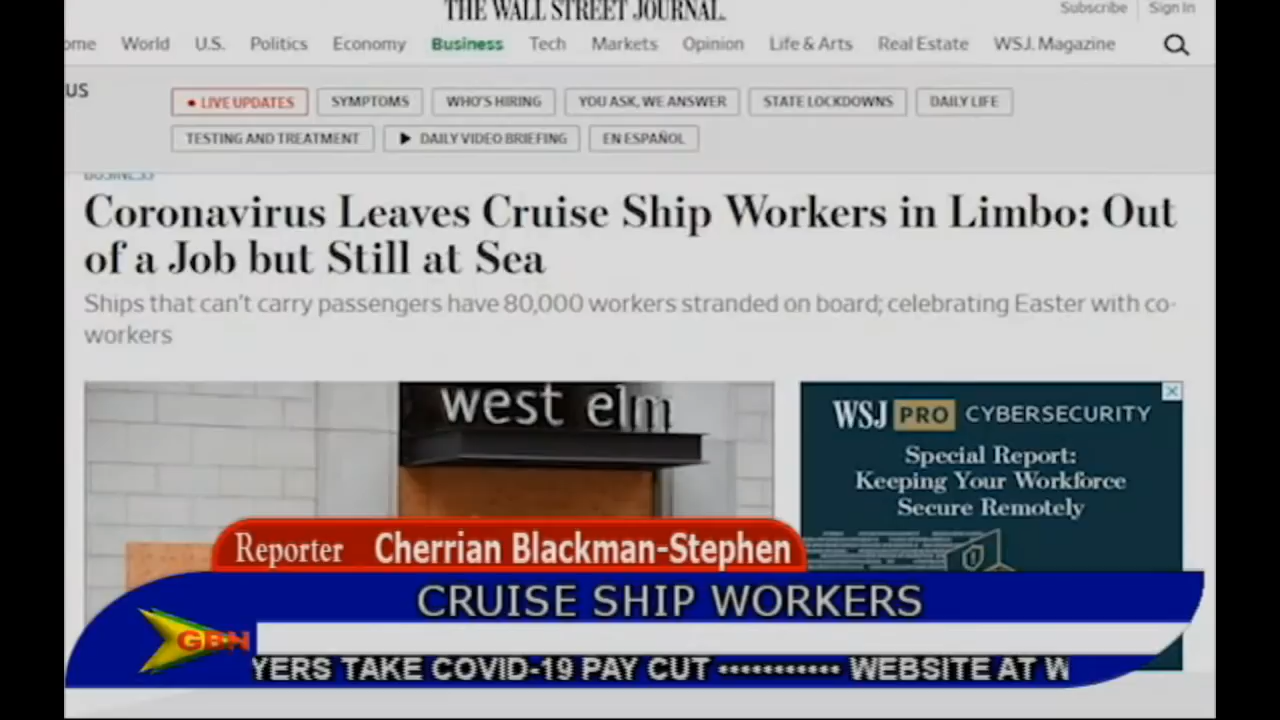 THE WALL STREET JOURNAL.
Subscribe
Sign In
ome World U.S. Politics Economy Business Tech Markets Opinion Life & Arts Real Estate WSJ. Magazine
US
LIVE UPDATES SYMPTOMS WHO'S HIRING YOU ASK, WE ANSWER STATE LOCKDOWNS DAILY LIFE
TESTING AND TREATMENT DAILY VIDEO BRIEFING EN ESPAÑOL
BUSINESS
Coronavirus Leaves Cruise Ship Workers in Limbo: Out
of a Job but Still at Sea
Ships that can't carry passengers have 80,000 workers stranded on board; celebrating Easter with co-
workers
west elm
WSJ PRO CYBERSECURITY
Special Report:
Keeping Your Workforce
Secure Remotely
Reporter Cherrian Blackman-Stephen
CRUISE SHIP WORKERS
GBN
YERS TAKE COVID-19 PAY CUT ••••••••••• WEBSITE AT W